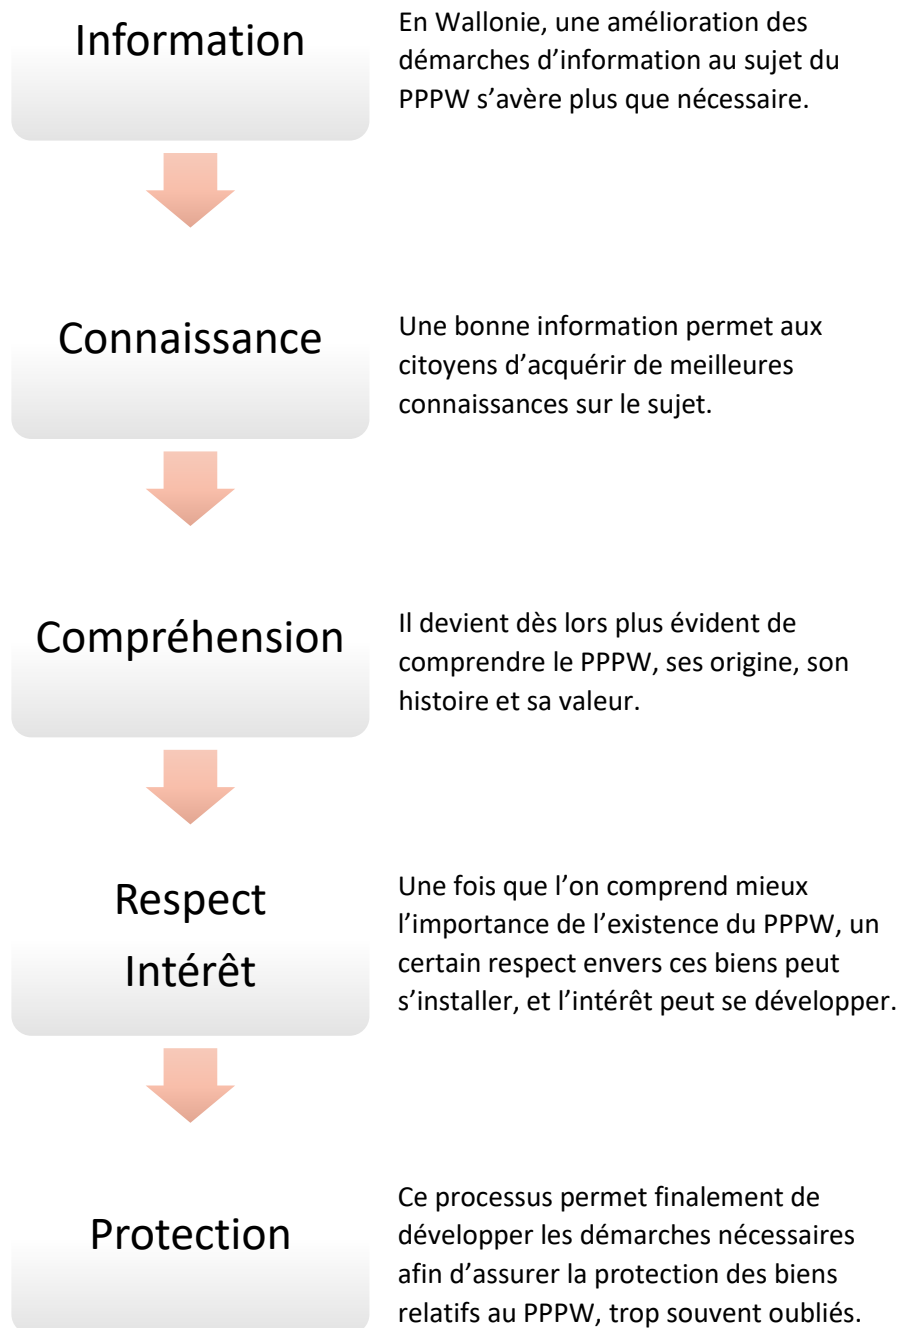 Information
En Wallonie, une amélioration des
démarches d’information au sujet du
PPPW s’avère plus que nécessaire.
Connaissance
Une bonne information permet aux
citoyens d’acquérir de meilleures
connaissances sur le sujet.
Compréhension
Il devient dès lors plus évident de
comprendre le PPPW, ses origine, son
histoire et sa valeur.
Respect
Intérêt
Une fois que l’on comprend mieux
l’importance de l’existence du PPPW, un
certain respect envers ces biens peut
s’installer, et l’intérêt peut se développer.
Protection
Ce processus permet finalement de
développer les démarches nécessaires
afin d’assurer la protection des biens
relatifs au PPPW, trop souvent oubliés.